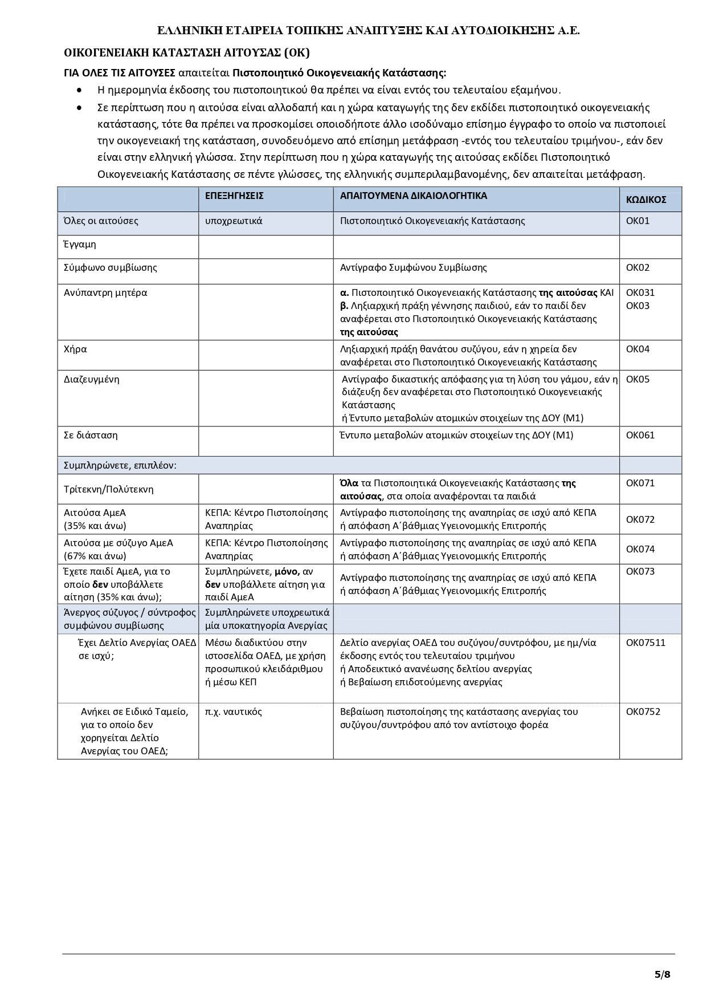 ΕΛΛΗΝΙΚΗ ΕΤΑΙΡΕΙΑ ΤΟΠΙΚΗΣ ΑΝΑΠΤΥΞΗΣ ΚΑΙ ΑΥΤΟΔΙΟΙΚΗΣΗΣ Α.Ε.
ΟΙΚΟΓΕΝΕΙΑΚΗ ΚΑΤΑΣΤΑΣΗ ΑΙΤΟΥΣΑΣ (ΟΚ)
ΓΙΑ ΟΛΕΣ ΤΙΣ ΑΙΤΟΥΣΕΣ απαιτείται Πιστοποιητικό Οικογενειακής Κατάστασης:
• Η ημερομηνία έκδοσης του πιστοποιητικού θα πρέπει να είναι εντός του τελευταίου εξαμήνου.
• Σε περίπτωση που η αιτούσα είναι αλλοδαπή και η χώρα καταγωγής της δεν εκδίδει πιστοποιητικό οικογενειακής
κατάστασης, τότε θα πρέπει να προσκομίσει οποιοδήποτε άλλο ισοδύναμο επίσημο έγγραφο το οποίο να πιστοποιεί
την οικογενειακή της κατάσταση, συνοδευόμενο από επίσημη μετάφραση -εντός του τελευταίου τριμήνου-, εάν δεν
είναι στην ελληνική γλώσσα. Στην περίπτωση που η χώρα καταγωγής της αιτούσας εκδίδει Πιστοποιητικό
Οικογενειακής Κατάστασης σε πέντε γλώσσες, της ελληνικής συμπεριλαμβανομένης, δεν απαιτείται μετάφραση.
ΕΠΕΞΗΓΗΣΕΙΣ
ΑΠΑΙΤΟΥΜΕΝΑ ΔΙΚΑΙΟΛΟΓΗΤΙΚΑ
ΚΩΔΙΚΟΣ
Όλες οι αιτούσες
υποχρεωτικά
Πιστοποιητικό Οικογενειακής Κατάστασης
ΟΚ01
Έγγαμη
Σύμφωνο συμβίωσης
Αντίγραφο Συμφώνου Συμβίωσης
ΟΚ02
Ανύπαντρη μητέρα
α. Πιστοποιητικό Οικογενειακής Κατάστασης της αιτούσας ΚΑΙ
β. Ληξιαρχική πράξη γέννησης παιδιού, εάν το παιδί δεν
αναφέρεται στο Πιστοποιητικό Οικογενειακής Κατάστασης
της αιτούσας
ΟΚ031
ΟΚ03
Χήρα
Ληξιαρχική πράξη θανάτου συζύγου, εάν η χηρεία δεν
αναφέρεται στο Πιστοποιητικό Οικογενειακής Κατάστασης
ΟΚ04
Διαζευγμένη
Αντίγραφο δικαστικής απόφασης για τη λύση του γάμου, εάν η
διάζευξη δεν αναφέρεται στο Πιστοποιητικό Οικογενειακής
Κατάστασης
ή Έντυπο μεταβολών ατομικών στοιχείων της ΔΟΥ (Μ1)
ΟΚ05
Σε διάσταση
Έντυπο μεταβολών ατομικών στοιχείων της ΔΟΥ (Μ1)
ΟΚ061
Συμπληρώνετε, επιπλέον:
Τρίτεκνη/Πολύτεκνη
Όλα τα Πιστοποιητικά Οικογενειακής Κατάστασης της
αιτούσας, στα οποία αναφέρονται τα παιδιά
ΟΚ071
Αιτούσα ΑμεΑ
(35% και άνω)
ΚΕΠΑ: Κέντρο Πιστοποίησης
Αναπηρίας
Αντίγραφο πιστοποίησης της αναπηρίας σε ισχύ από ΚΕΠΑ
ή απόφαση Α΄βάθμιας Υγειονομικής Επιτροπής
ΟΚ072
Αιτούσα με σύζυγο ΑμεΑ
(67% και άνω)
ΚΕΠΑ: Κέντρο Πιστοποίησης
Αναπηρίας
Αντίγραφο πιστοποίησης της αναπηρίας σε ισχύ από ΚΕΠΑ
ή απόφαση Α΄βάθμιας Υγειονομικής Επιτροπής
ΟΚ074
Έχετε παιδί ΑμεΑ, για το
οποίο δεν υποβάλλετε
αίτηση (35% και άνω);
Συμπληρώνετε, μόνο, αν
δεν υποβάλλετε αίτηση για
παιδί ΑμεΑ
Αντίγραφο πιστοποίησης της αναπηρίας σε ισχύ από ΚΕΠΑ
ή απόφαση Α΄βάθμιας Υγειονομικής Επιτροπής
ΟΚ073
Άνεργος σύζυγος / σύντροφος
συμφώνου συμβίωσης
Συμπληρώνετε υποχρεωτικά
μία υποκατηγορία Ανεργίας
Έχει Δελτίο Ανεργίας ΟΑΕΔ
σε ισχύ;
Μέσω διαδικτύου στην
ιστοσελίδα ΟΑΕΔ, με χρήση
προσωπικού κλειδάριθμου
ή μέσω ΚΕΠ
Δελτίο ανεργίας ΟΑΕΔ του συζύγου/συντρόφου, με ημ/νία
έκδοσης εντός του τελευταίου τριμήνου
ή Αποδεικτικό ανανέωσης δελτίου ανεργίας
ή Βεβαίωση επιδοτούμενης ανεργίας
ΟΚ07511
Ανήκει σε Ειδικό Ταμείο,
για το οποίο δεν
χορηγείται Δελτίο
Ανεργίας του ΟΑΕΔ;
π.χ. ναυτικός
Βεβαίωση πιστοποίησης της κατάστασης ανεργίας του
συζύγου/συντρόφου από τον αντίστοιχο φορέα
ΟΚ0752
5/8